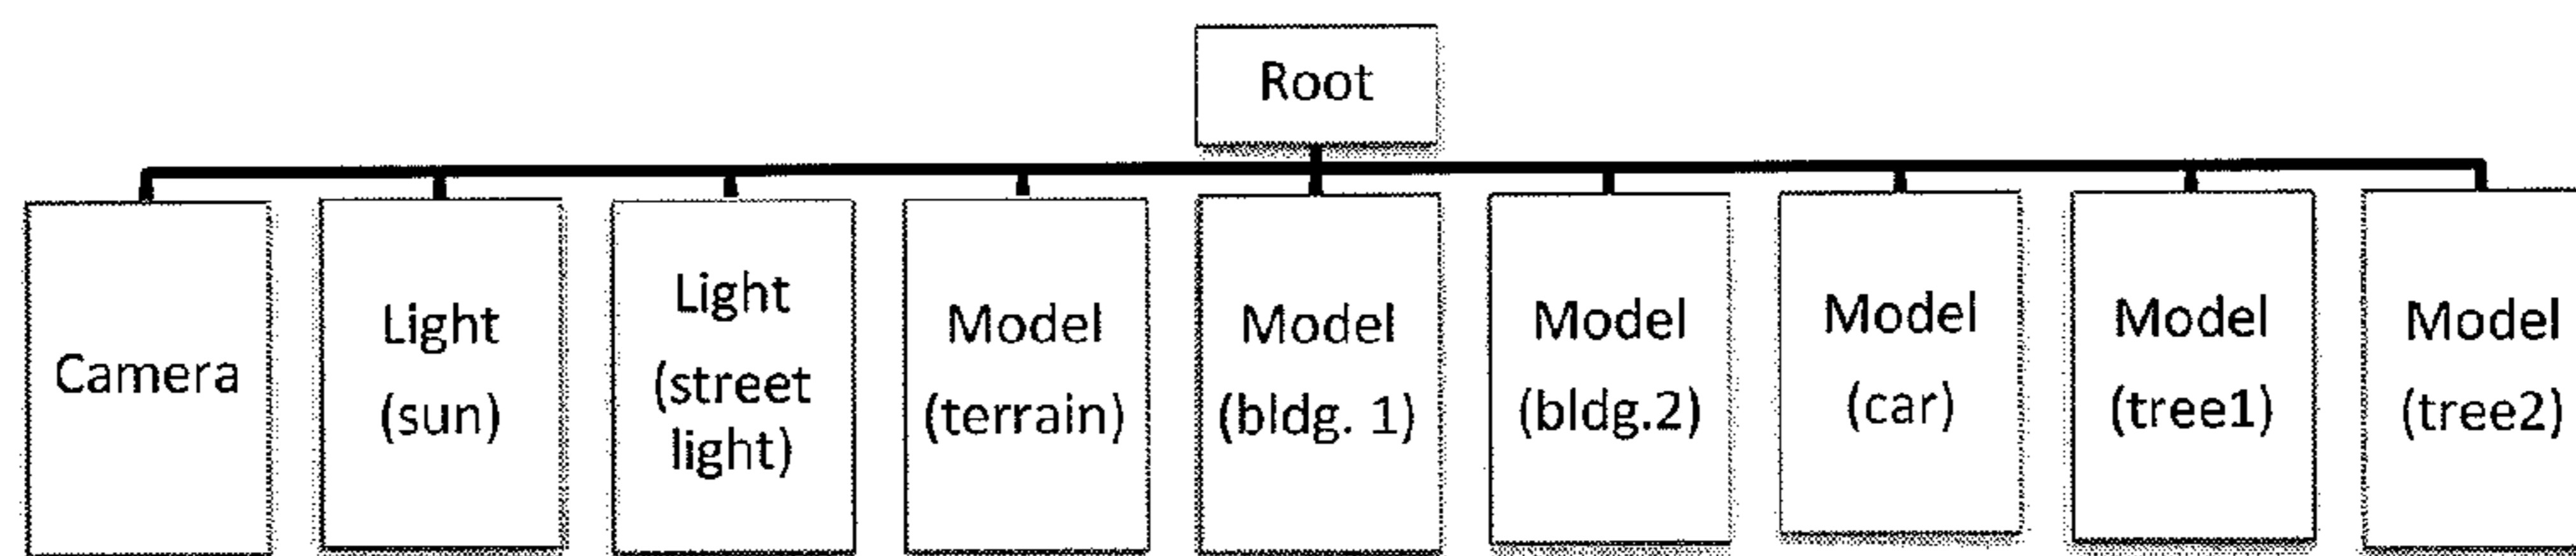 Root
Camera
Light
(sun)
Light
(street
light)
Model
(terrain)
Model
(bldg. 1)
Model
(bldg.2)
Model
(car)
Model
(tree1)
Model
(tree2)